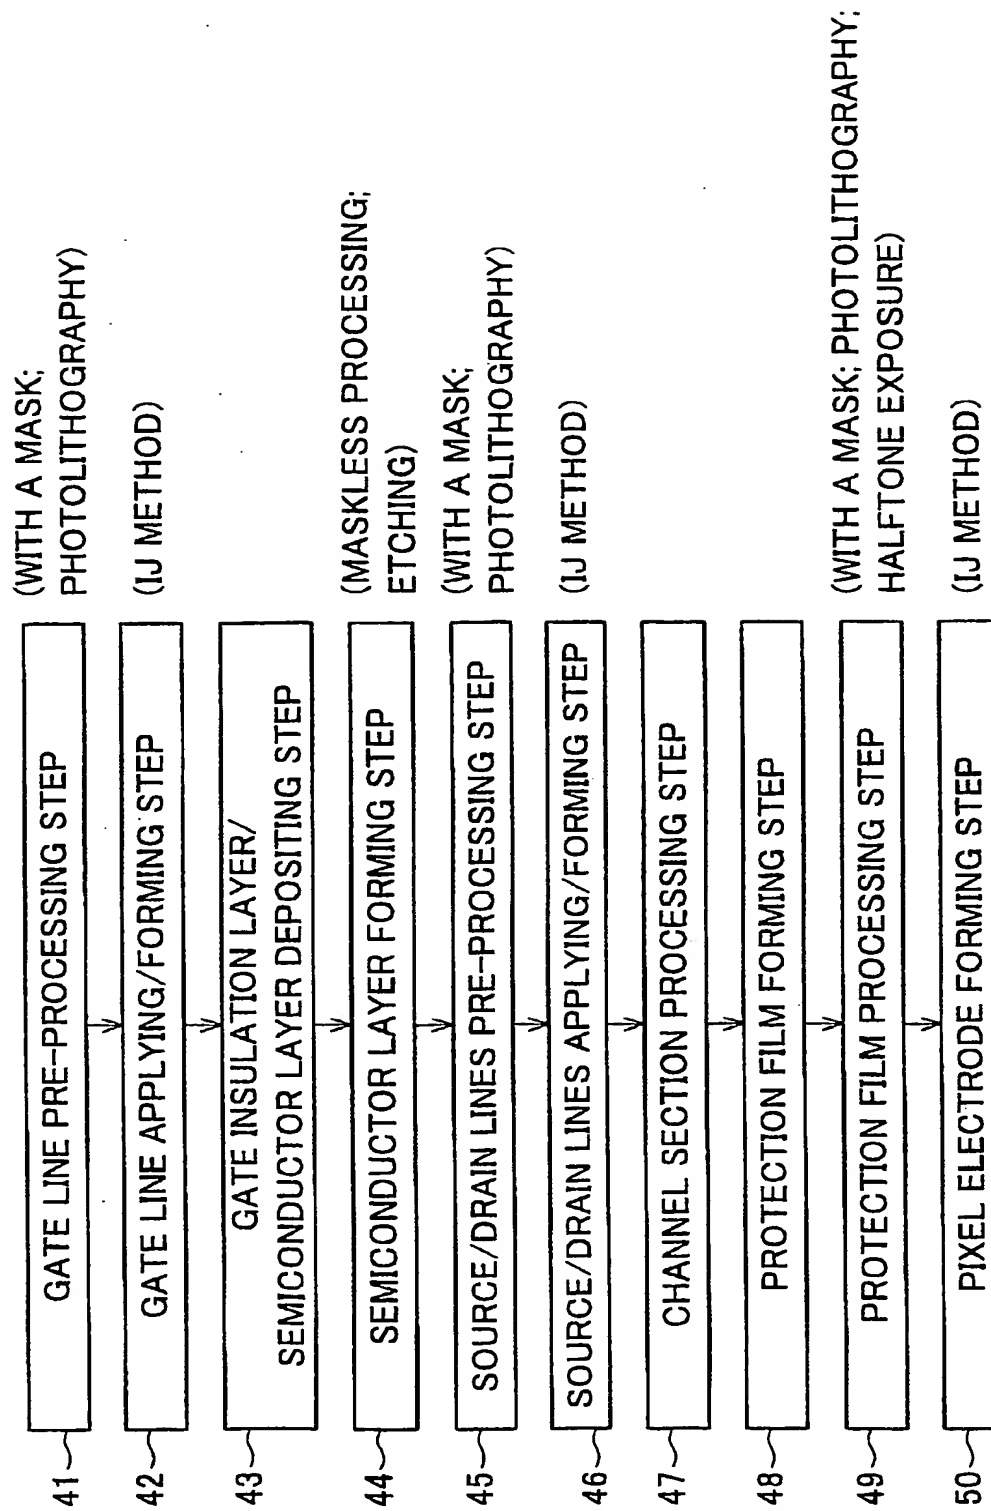 41
GATE LINE PRE-PROCESSING STEP
(WITH A MASK;
PHOTOLITHOGRAPHY)
42
GATE LINE APPLYING/FORMING STEP
(IJ METHOD)
43
GATE INSULATION LAYER/
SEMICONDUCTOR LAYER DEPOSITING STEP
44
SEMICONDUCTOR LAYER FORMING STEP
(MASKLESS PROCESSING;
ETCHING)
45
SOURCE/DRAIN LINES PRE-PROCESSING STEP
(WITH A MASK;
PHOTOLITHOGRAPHY)
46
SOURCE/DRAIN LINES APPLYING/FORMING STEP
(IJ METHOD)
47
CHANNEL SECTION PROCESSING STEP
48
PROTECTION FILM FORMING STEP
49
PROTECTION FILM PROCESSING STEP
(WITH A MASK; PHOTOLITHOGRAPHY;
HALFTONE EXPOSURE)
50
PIXEL ELECTRODE FORMING STEP
(IJ METHOD)